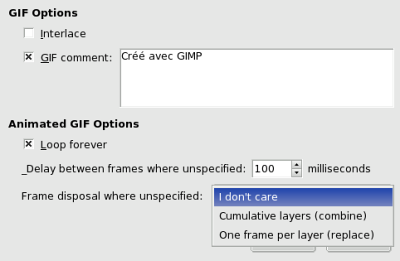 GIF Options
Interlace
GIF comment: Créé avec GIMP
Animated GIF Options
Loop forever
_Delay between frames where unspecified: 100 milliseconds
Frame disposal where unspecified: I don't care
Cumulative layers (combine)
One frame per layer (replace)